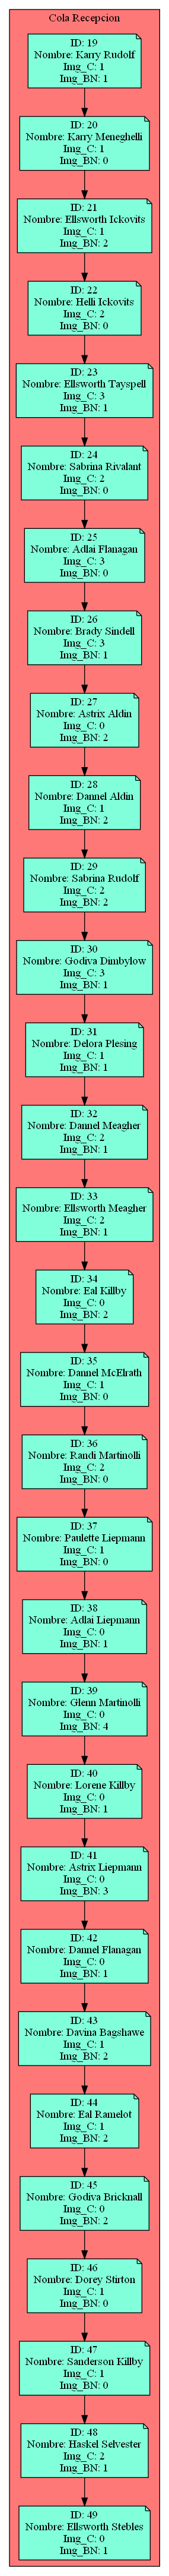 Cola Recepcion
ID: 19
Nombre: Karry Rudolf
Img_C: 1
Img_BN: 1
ID: 20
Nombre: Karry Meneghelli
Img_C: 1
Img_BN: 0
ID: 21
Nombre: Ellsworth Ickovits
Img_C: 1
Img_BN: 2
ID: 22
Nombre: Helli Ickovits
Img_C: 2
Img_BN: 0
ID: 23
Nombre: Ellsworth Tayspell
Img_C: 3
Img_BN: 1
ID: 24
Nombre: Sabrina Rivalant
Img_C: 2
Img_BN: 0
ID: 25
Nombre: Adlai Flanagan
Img_C: 3
Img_BN: 0
ID: 26
Nombre: Brady Sindell
Img_C: 3
Img_BN: 1
ID: 27
Nombre: Astrix Aldin
Img_C: 0
Img_BN: 2
ID: 28
Nombre: Dannel Aldin
Img_C: 1
Img_BN: 2
ID: 29
Nombre: Sabrina Rudolf
Img_C: 2
Img_BN: 2
ID: 30
Nombre: Godiva Dimbylow
Img_C: 3
Img_BN: 1
ID: 31
Nombre: Delora Plesing
Img_C: 1
Img_BN: 1
ID: 32
Nombre: Dannel Meagher
Img_C: 2
Img_BN: 1
ID: 33
Nombre: Ellsworth Meagher
Img_C: 2
Img_BN: 1
ID: 34
Nombre: Eal Killby
Img_C: 0
Img_BN: 2
ID: 35
Nombre: Dannel McElrath
Img_C: 1
Img_BN: 0
ID: 36
Nombre: Randi Martinolli
Img_C: 2
Img_BN: 0
ID: 37
Nombre: Paulette Liepmann
Img_C: 1
Img_BN: 0
ID: 38
Nombre: Adlai Liepmann
Img_C: 0
Img_BN: 1
ID: 39
Nombre: Glenn Martinolli
Img_C: 0
Img_BN: 4
ID: 40
Nombre: Lorene Killby
Img_C: 0
Img_BN: 1
ID: 41
Nombre: Astrix Liepmann
Img_C: 0
Img_BN: 3
ID: 42
Nombre: Dannel Flanagan
Img_C: 0
Img_BN: 1
ID: 43
Nombre: Davina Bagshawe
Img_C: 1
Img_BN: 2
ID: 44
Nombre: Eal Ramelot
Img_C: 1
Img_BN: 2
ID: 45
Nombre: Godiva Bricknall
Img_C: 0
Img_BN: 2
ID: 46
Nombre: Dorey Stirton
Img_C: 1
Img_BN: 0
ID: 47
Nombre: Sanderson Killby
Img_C: 1
Img_BN: 0
ID: 48
Nombre: Haskel Selvester
Img_C: 2
Img_BN: 1
ID: 49
Nombre: Ellsworth Stebles
Img_C: 0
Img_BN: 1